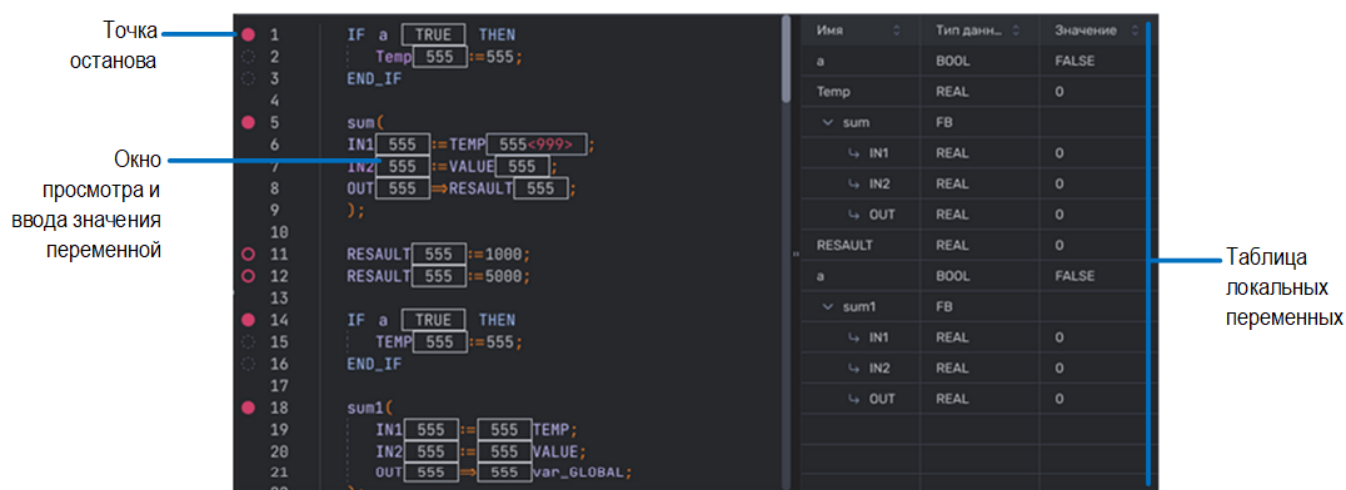 Точка
останова
Окно
просмотра и
ввода значения
переменной
1 IF a TRUE THEN
2 Temp 555 :=555;
3 END_IF
4
5 sum(
6 IN1 555 :=TEMP 555<999> ;
7 IN2 555 :=VALUE 555 ;
8 OUT 555 ⇒RESAULT 555 ;
9 );
10
11 RESAULT 555 :=1000;
12 RESAULT 555 :=5000;
13
14 IF a TRUE THEN
15 TEMP 555 :=555;
16 END_IF
17
18 sum1(
19 IN1 555 := 555 TEMP;
20 IN2 555 := 555 VALUE;
21 OUT 555 ⇒ 555 var_GLOBAL;
Имя Тип данн… Значение
a BOOL FALSE
Temp REAL 0
sum FB
IN1 REAL 0
IN2 REAL 0
OUT REAL 0
RESAULT REAL 0
a BOOL FALSE
sum1 FB
IN1 REAL 0
IN2 REAL 0
OUT REAL 0
Таблица
локальных
переменных